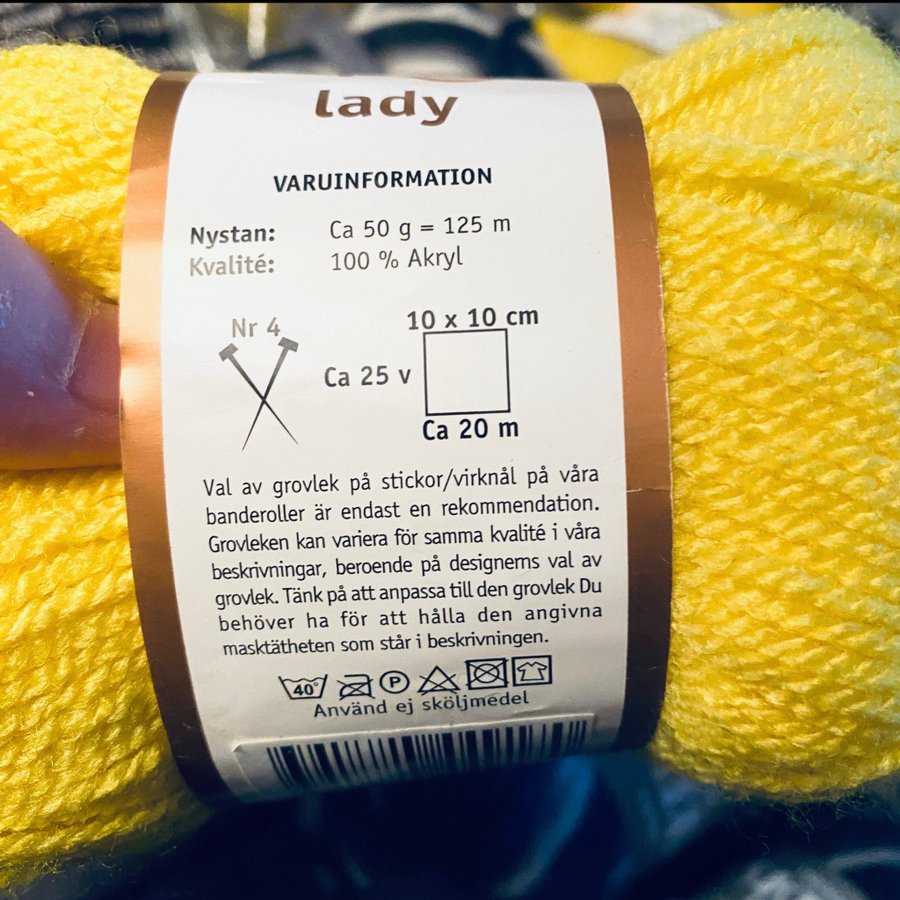 lady
VARUINFORMATION
Nystan: Ca 50 g = 125 m
Kvalité: 100 % Akryl
Nr 4
10 x 10 cm
Ca 25 v
Ca 20 m
Val av grovlek på stickor/virknål på våra
banderoller är endast en rekommendation.
Grovleken kan variera för samma kvalité i våra
beskrivningar, beroende på designerns val av
grovlek. Tänk på att anpassa till den grovlek Du
behöver ha för att hålla den angivna
masktätheten som står i beskrivningen.
40° P
Använd ej sköljmedel